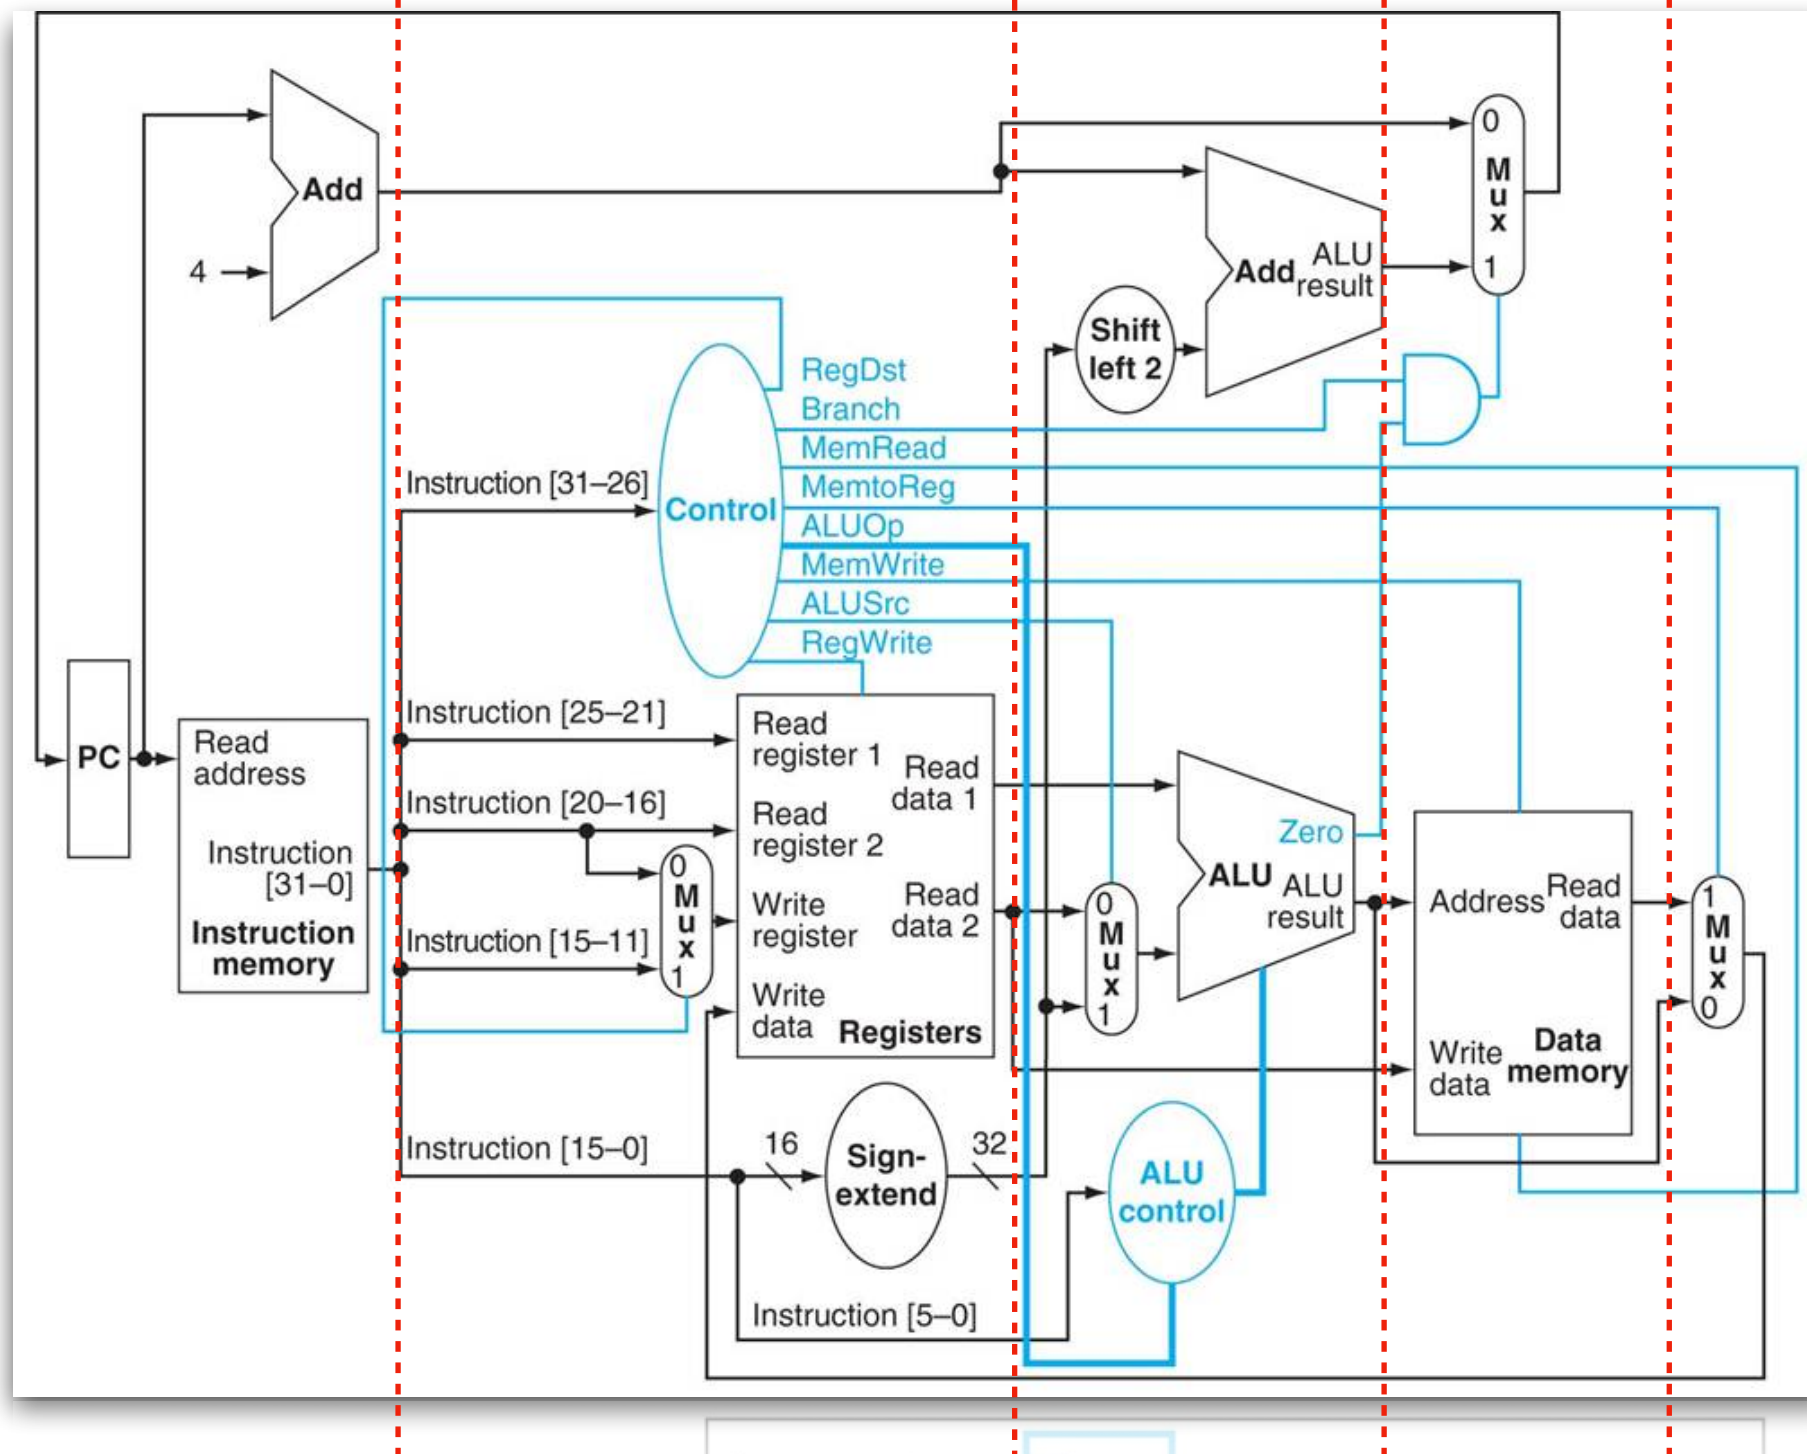 Add
4
0
M
u
x
1
Add
ALU
result
Shift
left 2
RegDst
Branch
MemRead
MemtoReg
ALUOp
MemWrite
ALUSrc
RegWrite
Control
Instruction [31–26]
Instruction [25–21]
Instruction [20–16]
Instruction [15–11]
Instruction [15–0]
Instruction [5–0]
PC
Read
address
Instruction
[31–0]
Instruction
memory
0
M
u
x
1
Read
register 1
Read
register 2
Write
register
Write
data
Read
data 1
Read
data 2
Registers
16
Sign-
extend
32
0
M
u
x
1
Zero
ALU
ALU
result
ALU
control
Address
Read
data
Write
data
Data
memory
1
M
u
x
0